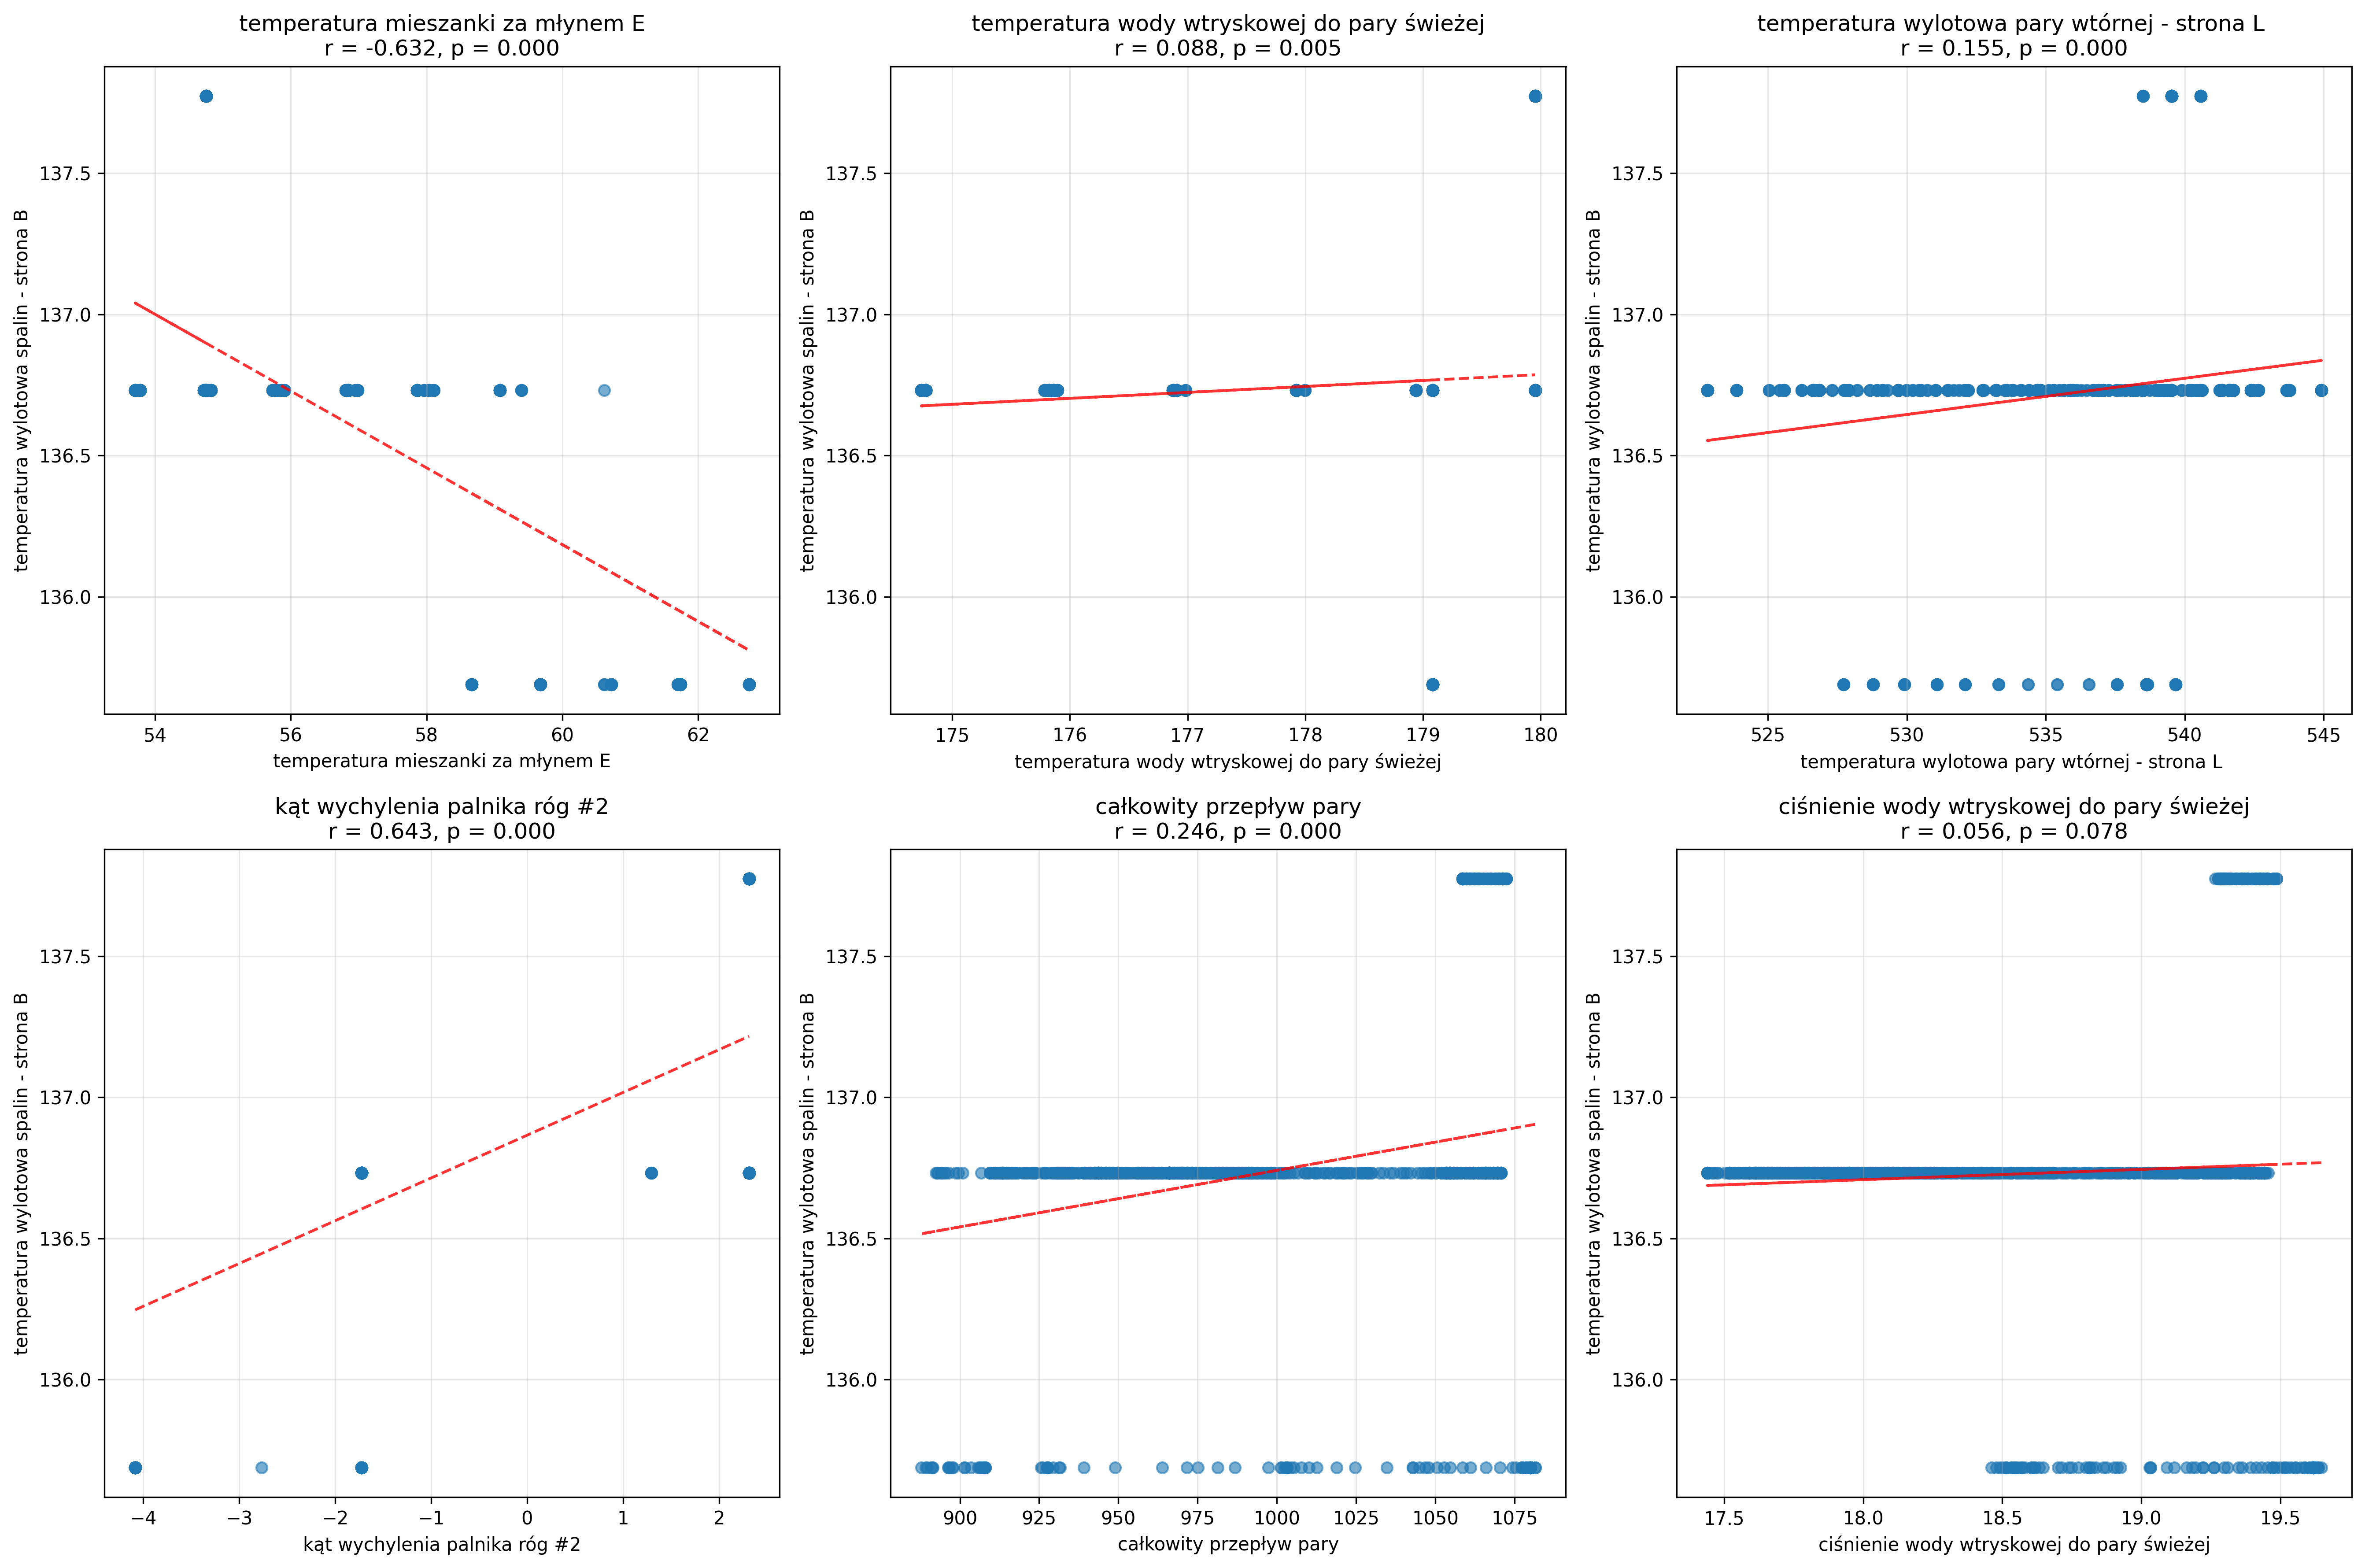 temperatura mieszanki za młynem E
r = -0.632, p = 0.000
temperatura wylotowa spalin - strona B
137.5
137.0
136.5
136.0
54 56 58 60 62
temperatura mieszanki za młynem E
temperatura wody wtryskowej do pary świeżej
r = 0.088, p = 0.005
temperatura wylotowa spalin - strona B
137.5
137.0
136.5
136.0
175 176 177 178 179 180
temperatura wody wtryskowej do pary świeżej
temperatura wylotowa pary wtórnej - strona L
r = 0.155, p = 0.000
temperatura wylotowa spalin - strona B
137.5
137.0
136.5
136.0
525 530 535 540 545
temperatura wylotowa pary wtórnej - strona L
kąt wychylenia palnika róg #2
r = 0.643, p = 0.000
temperatura wylotowa spalin - strona B
137.5
137.0
136.5
136.0
−4 −3 −2 −1 0 1 2
kąt wychylenia palnika róg #2
całkowity przepływ pary
r = 0.246, p = 0.000
temperatura wylotowa spalin - strona B
137.5
137.0
136.5
136.0
900 925 950 975 1000 1025 1050 1075
całkowity przepływ pary
ciśnienie wody wtryskowej do pary świeżej
r = 0.056, p = 0.078
temperatura wylotowa spalin - strona B
137.5
137.0
136.5
136.0
17.5 18.0 18.5 19.0 19.5
ciśnienie wody wtryskowej do pary świeżej